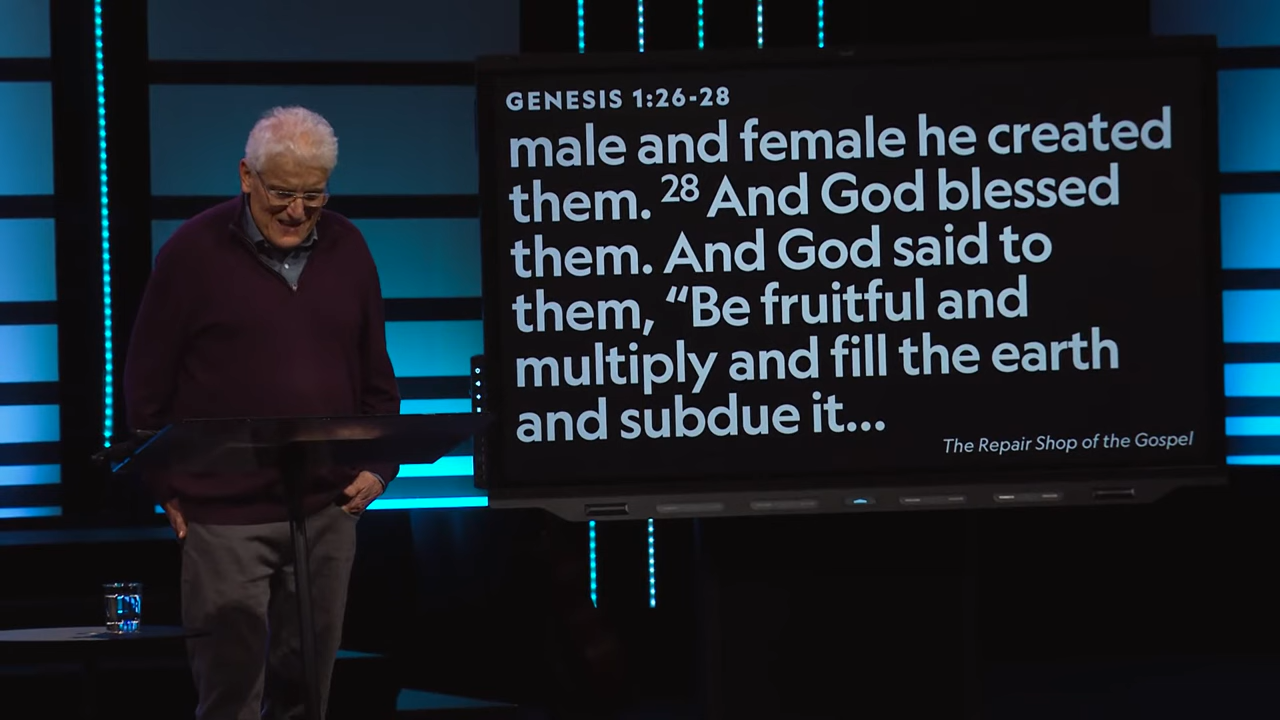 GENESIS 1:26-28
male and female he created
them. 28 And God blessed
them. And God said to
them, “Be fruitful and
multiply and fill the earth
and subdue it...
The Repair Shop of the Gospel